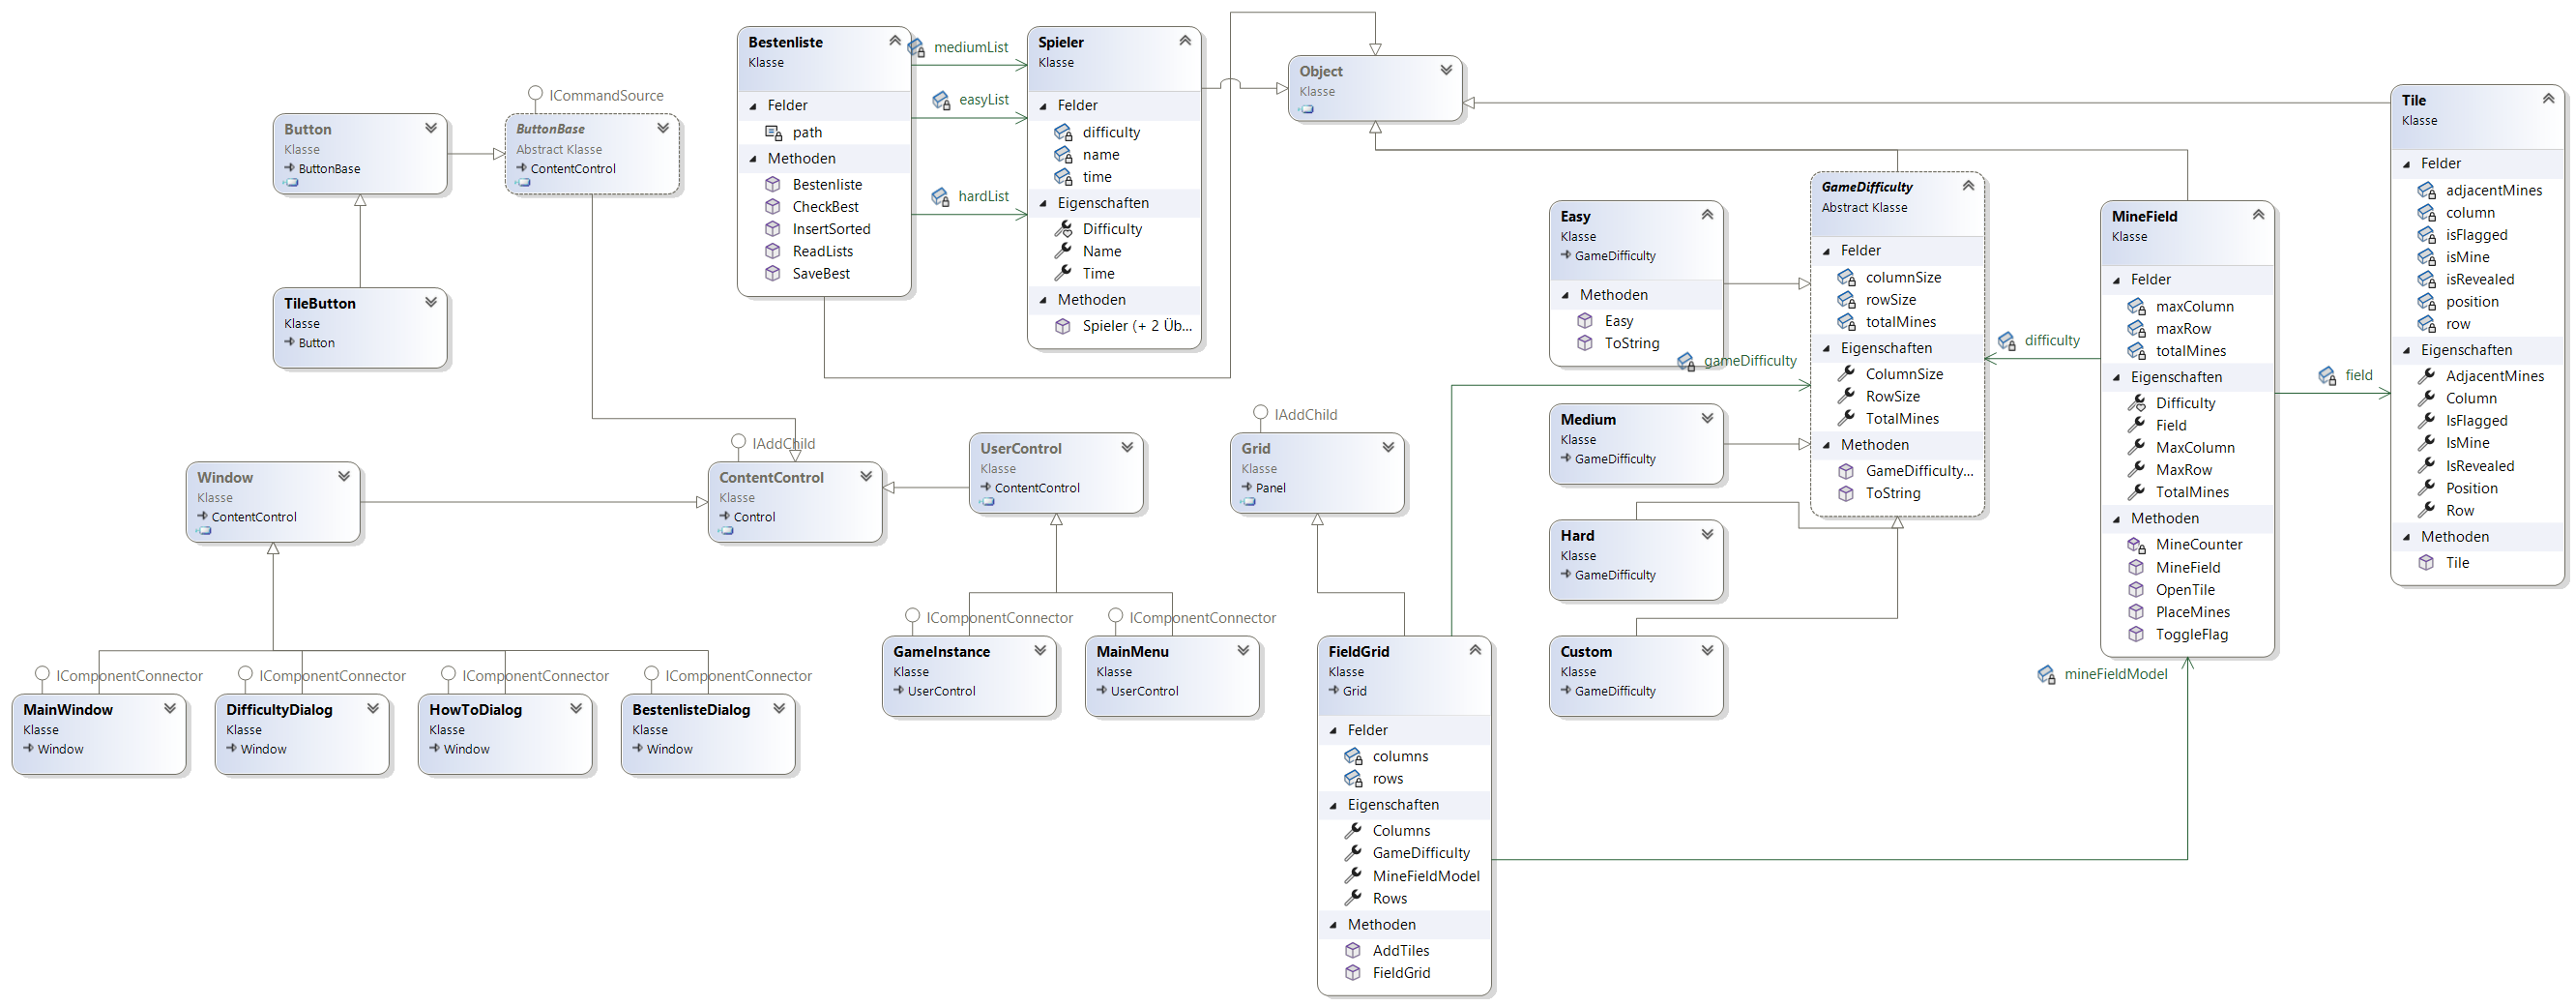 Bestenliste
Klasse
Felder
path
Methoden
Bestenliste
CheckBest
InsertSorted
ReadLists
SaveBest
mediumList
easyList
hardList
Spieler
Klasse
Felder
difficulty
name
time
Eigenschaften
Difficulty
Name
Time
Methoden
Spieler (+ 2 Üb...
Object
Klasse
ICommandSource
Button
Klasse
ButtonBase
ButtonBase
Abstract Klasse
ContentControl
TileButton
Klasse
Button
Tile
Klasse
Felder
adjacentMines
column
isFlagged
isMine
isRevealed
position
row
Eigenschaften
AdjacentMines
Column
IsFlagged
IsMine
IsRevealed
Position
Row
Methoden
Tile
GameDifficulty
Abstract Klasse
Felder
columnSize
rowSize
totalMines
Eigenschaften
ColumnSize
RowSize
TotalMines
Methoden
GameDifficulty...
ToString
Easy
Klasse
GameDifficulty
Methoden
Easy
ToString
gameDifficulty
difficulty
field
MineField
Klasse
Felder
maxColumn
maxRow
totalMines
Eigenschaften
Difficulty
Field
MaxColumn
MaxRow
TotalMines
Methoden
MineCounter
MineField
OpenTile
PlaceMines
ToggleFlag
mineFieldModel
Medium
Klasse
GameDifficulty
Hard
Klasse
GameDifficulty
Custom
Klasse
GameDifficulty
Window
Klasse
ContentControl
IAddChild
ContentControl
Klasse
Control
UserControl
Klasse
ContentControl
IAddChild
Grid
Klasse
Panel
IComponentConnector
MainWindow
Klasse
Window
IComponentConnector
DifficultyDialog
Klasse
Window
IComponentConnector
HowToDialog
Klasse
Window
IComponentConnector
BestenlisteDialog
Klasse
Window
IComponentConnector
GameInstance
Klasse
UserControl
IComponentConnector
MainMenu
Klasse
UserControl
FieldGrid
Klasse
Grid
Felder
columns
rows
Eigenschaften
Columns
GameDifficulty
MineFieldModel
Rows
Methoden
AddTiles
FieldGrid